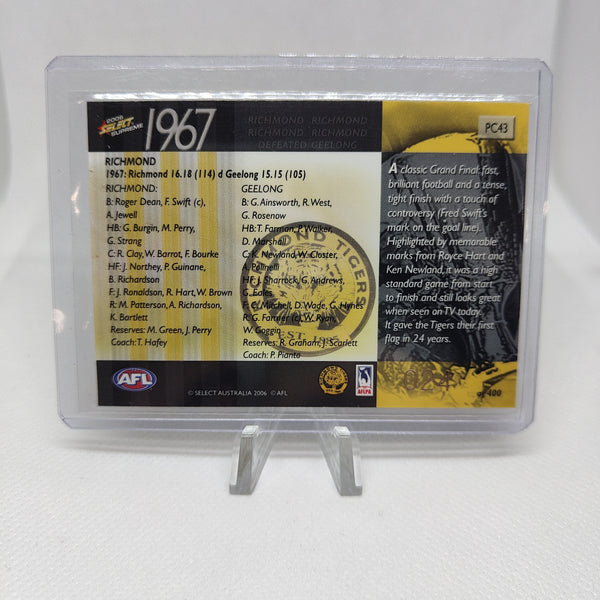 2006
SELECT
SUPREME
1967
RICHMOND RICHMOND
RICHMOND RICHMOND
DEFEATED GEELONG
PC43
RICHMOND
1967: Richmond 16.18 (114) d Geelong 15.15 (105)
RICHMOND:
B: Roger Dean, F. Swift (c),
A. Jewell
HB: G. Burgin, M. Perry,
G. Strang
C: R. Clay, W. Barrot, F. Bourke
HF: J. Northey, P. Guinane,
B. Richardson
F: J. Ronaldson, R. Hart, W. Brown
R: M. Patterson, A. Richardson,
K. Bartlett
Reserves: M. Green, J. Perry
Coach: T. Hafey
GEELONG
B: G. Ainsworth, R. West,
G. Rosenow
HB: T. Farman, P. Walker,
D. Marshall
C: K. Newland, W. Closter,
A. Polinelli
HF: J. Sharrock, G. Andrews,
G. Eales
F: C. Mitchell, D. Wade, G. Hynes
R: G. Farmer (c), W. Ryan,
W. Goggin
Reserves: R. Graham, J. Scarlett
Coach: P. Pianto
RICHMOND TIGERS
EST.
A classic Grand Final: fast,
brilliant football and a tense,
tight finish with a touch of
controversy (Fred Swift's
mark on the goal line).
Highlighted by memorable
marks from Royce Hart and
Ken Newland, it was a high
standard game from start
to finish and still looks great
when seen on TV today.
It gave the Tigers their first
flag in 24 years.
AFL
© SELECT AUSTRALIA 2006 © AFL
AFLPA
of 400